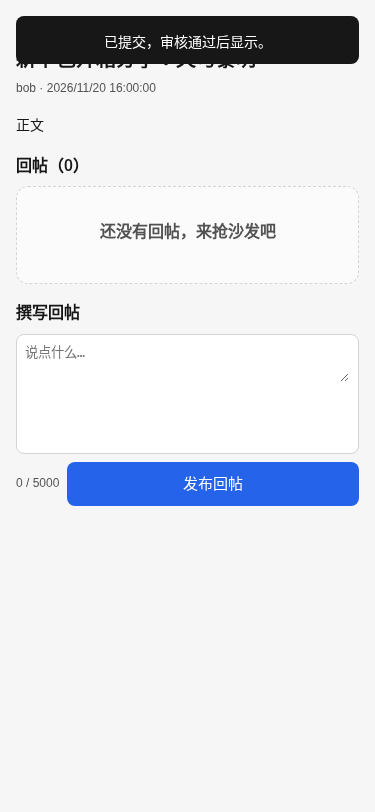 已提交，审核通过后显示。
bob · 2026/11/20 16:00:00
正文
回帖（0）
还没有回帖，来抢沙发吧
撰写回帖
说点什么…
0 / 5000
发布回帖